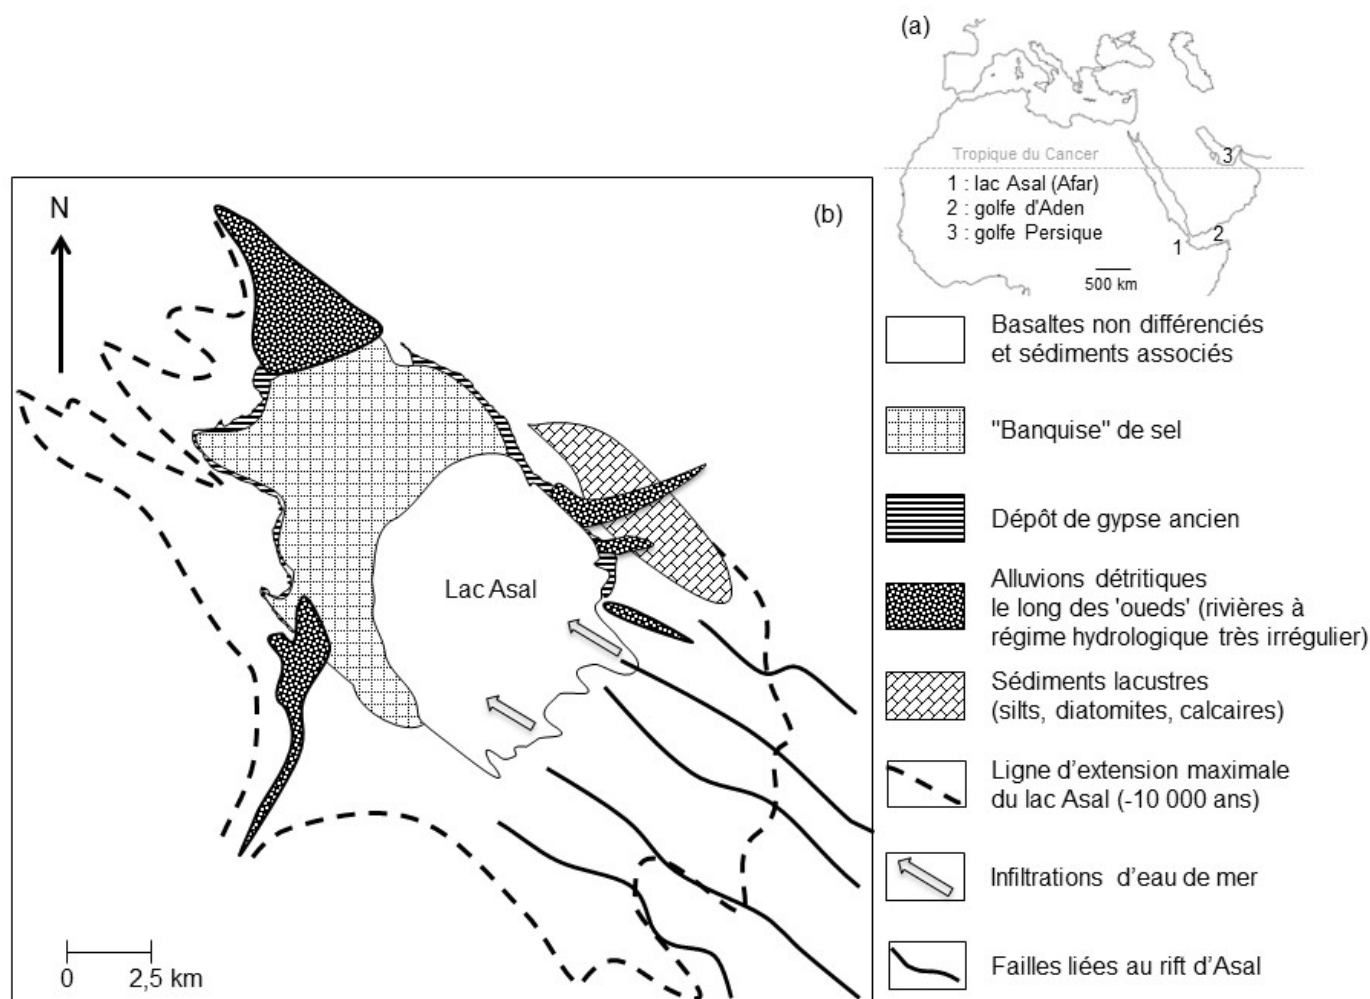 (a)
Tropique du Cancer
3
1 : lac Asal (Afar)
2 : golfe d'Aden
3 : golfe Persique
1
2
500 km
N
(b)
Lac Asal
0 2,5 km
Basaltes non différenciés
et sédiments associés
"Banquise" de sel
Dépôt de gypse ancien
Alluvions détritiques
le long des 'oueds' (rivières à
régime hydrologique très irrégulier)
Sédiments lacustres
(silts, diatomites, calcaires)
Ligne d’extension maximale
du lac Asal (-10 000 ans)
Infiltrations d’eau de mer
Failles liées au rift d’Asal